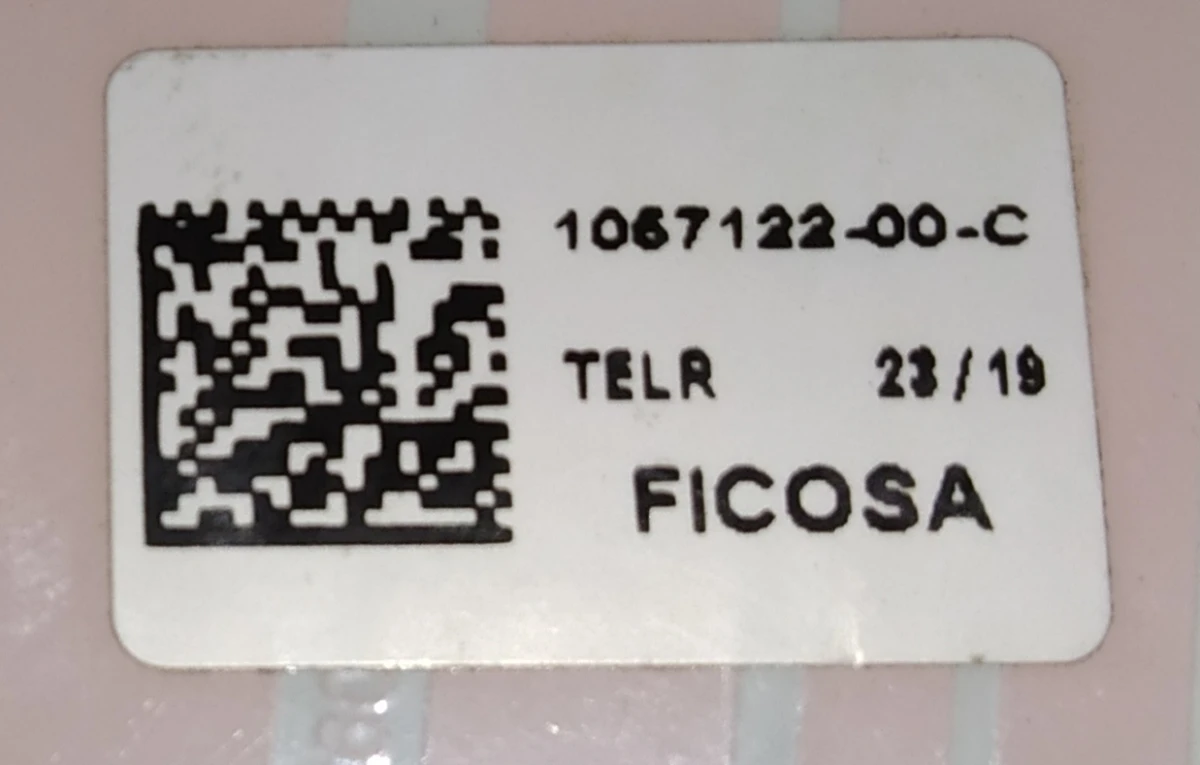 1067122-00-C
TELR 23/19
FICOSA